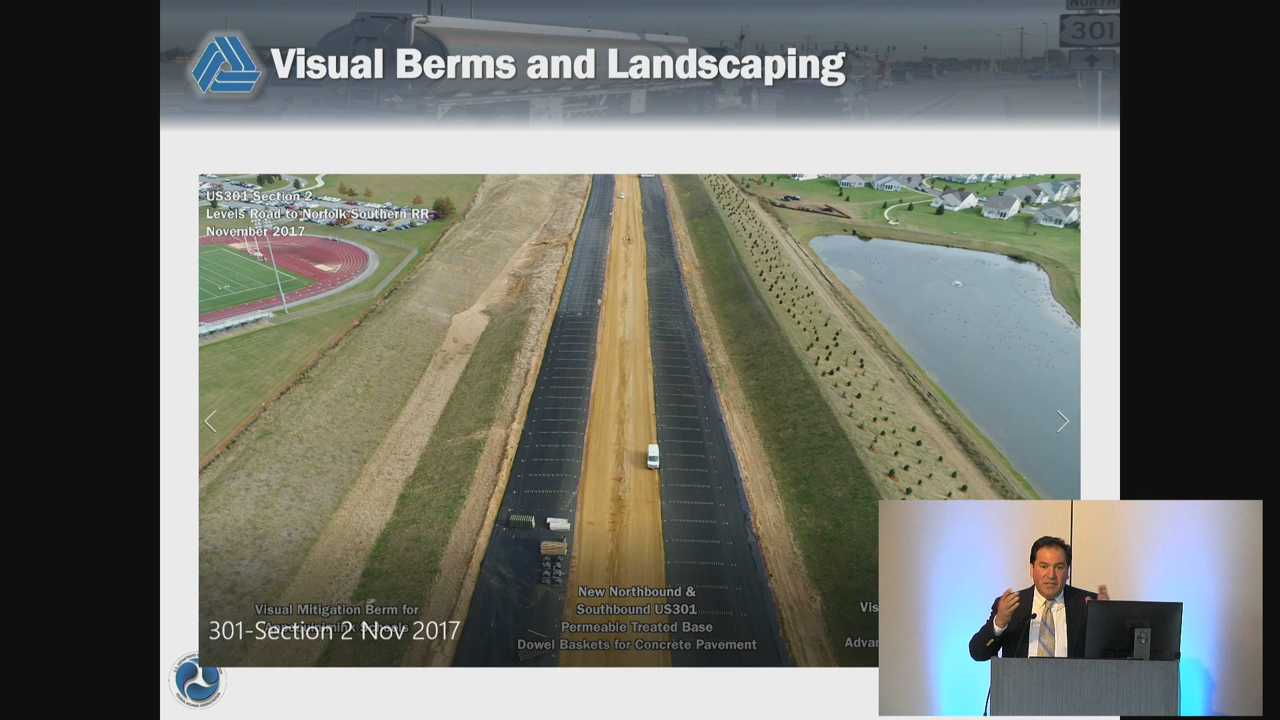 NORTH
301
Visual Berms and Landscaping
US301 Section 2
Levels Road to Norfolk Southern RR
November 2017
New Northbound &
Southbound US301
Permeable Treated Base
Dowel Baskets for Concrete Pavement
Visual Mitigation Berm for
Schools
301-Section 2 Nov 2017
Vis
Advan